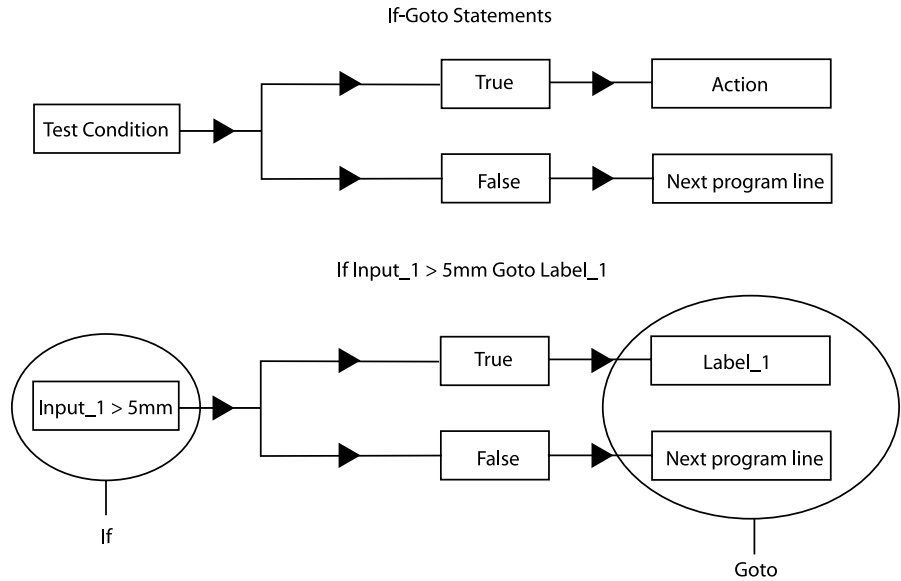 If-Goto Statements
True
Action
Test Condition
False
Next program line
If Input_1 > 5mm Goto Label_1
True
Label_1
Input_1 > 5mm
False
Next program line
If
Goto